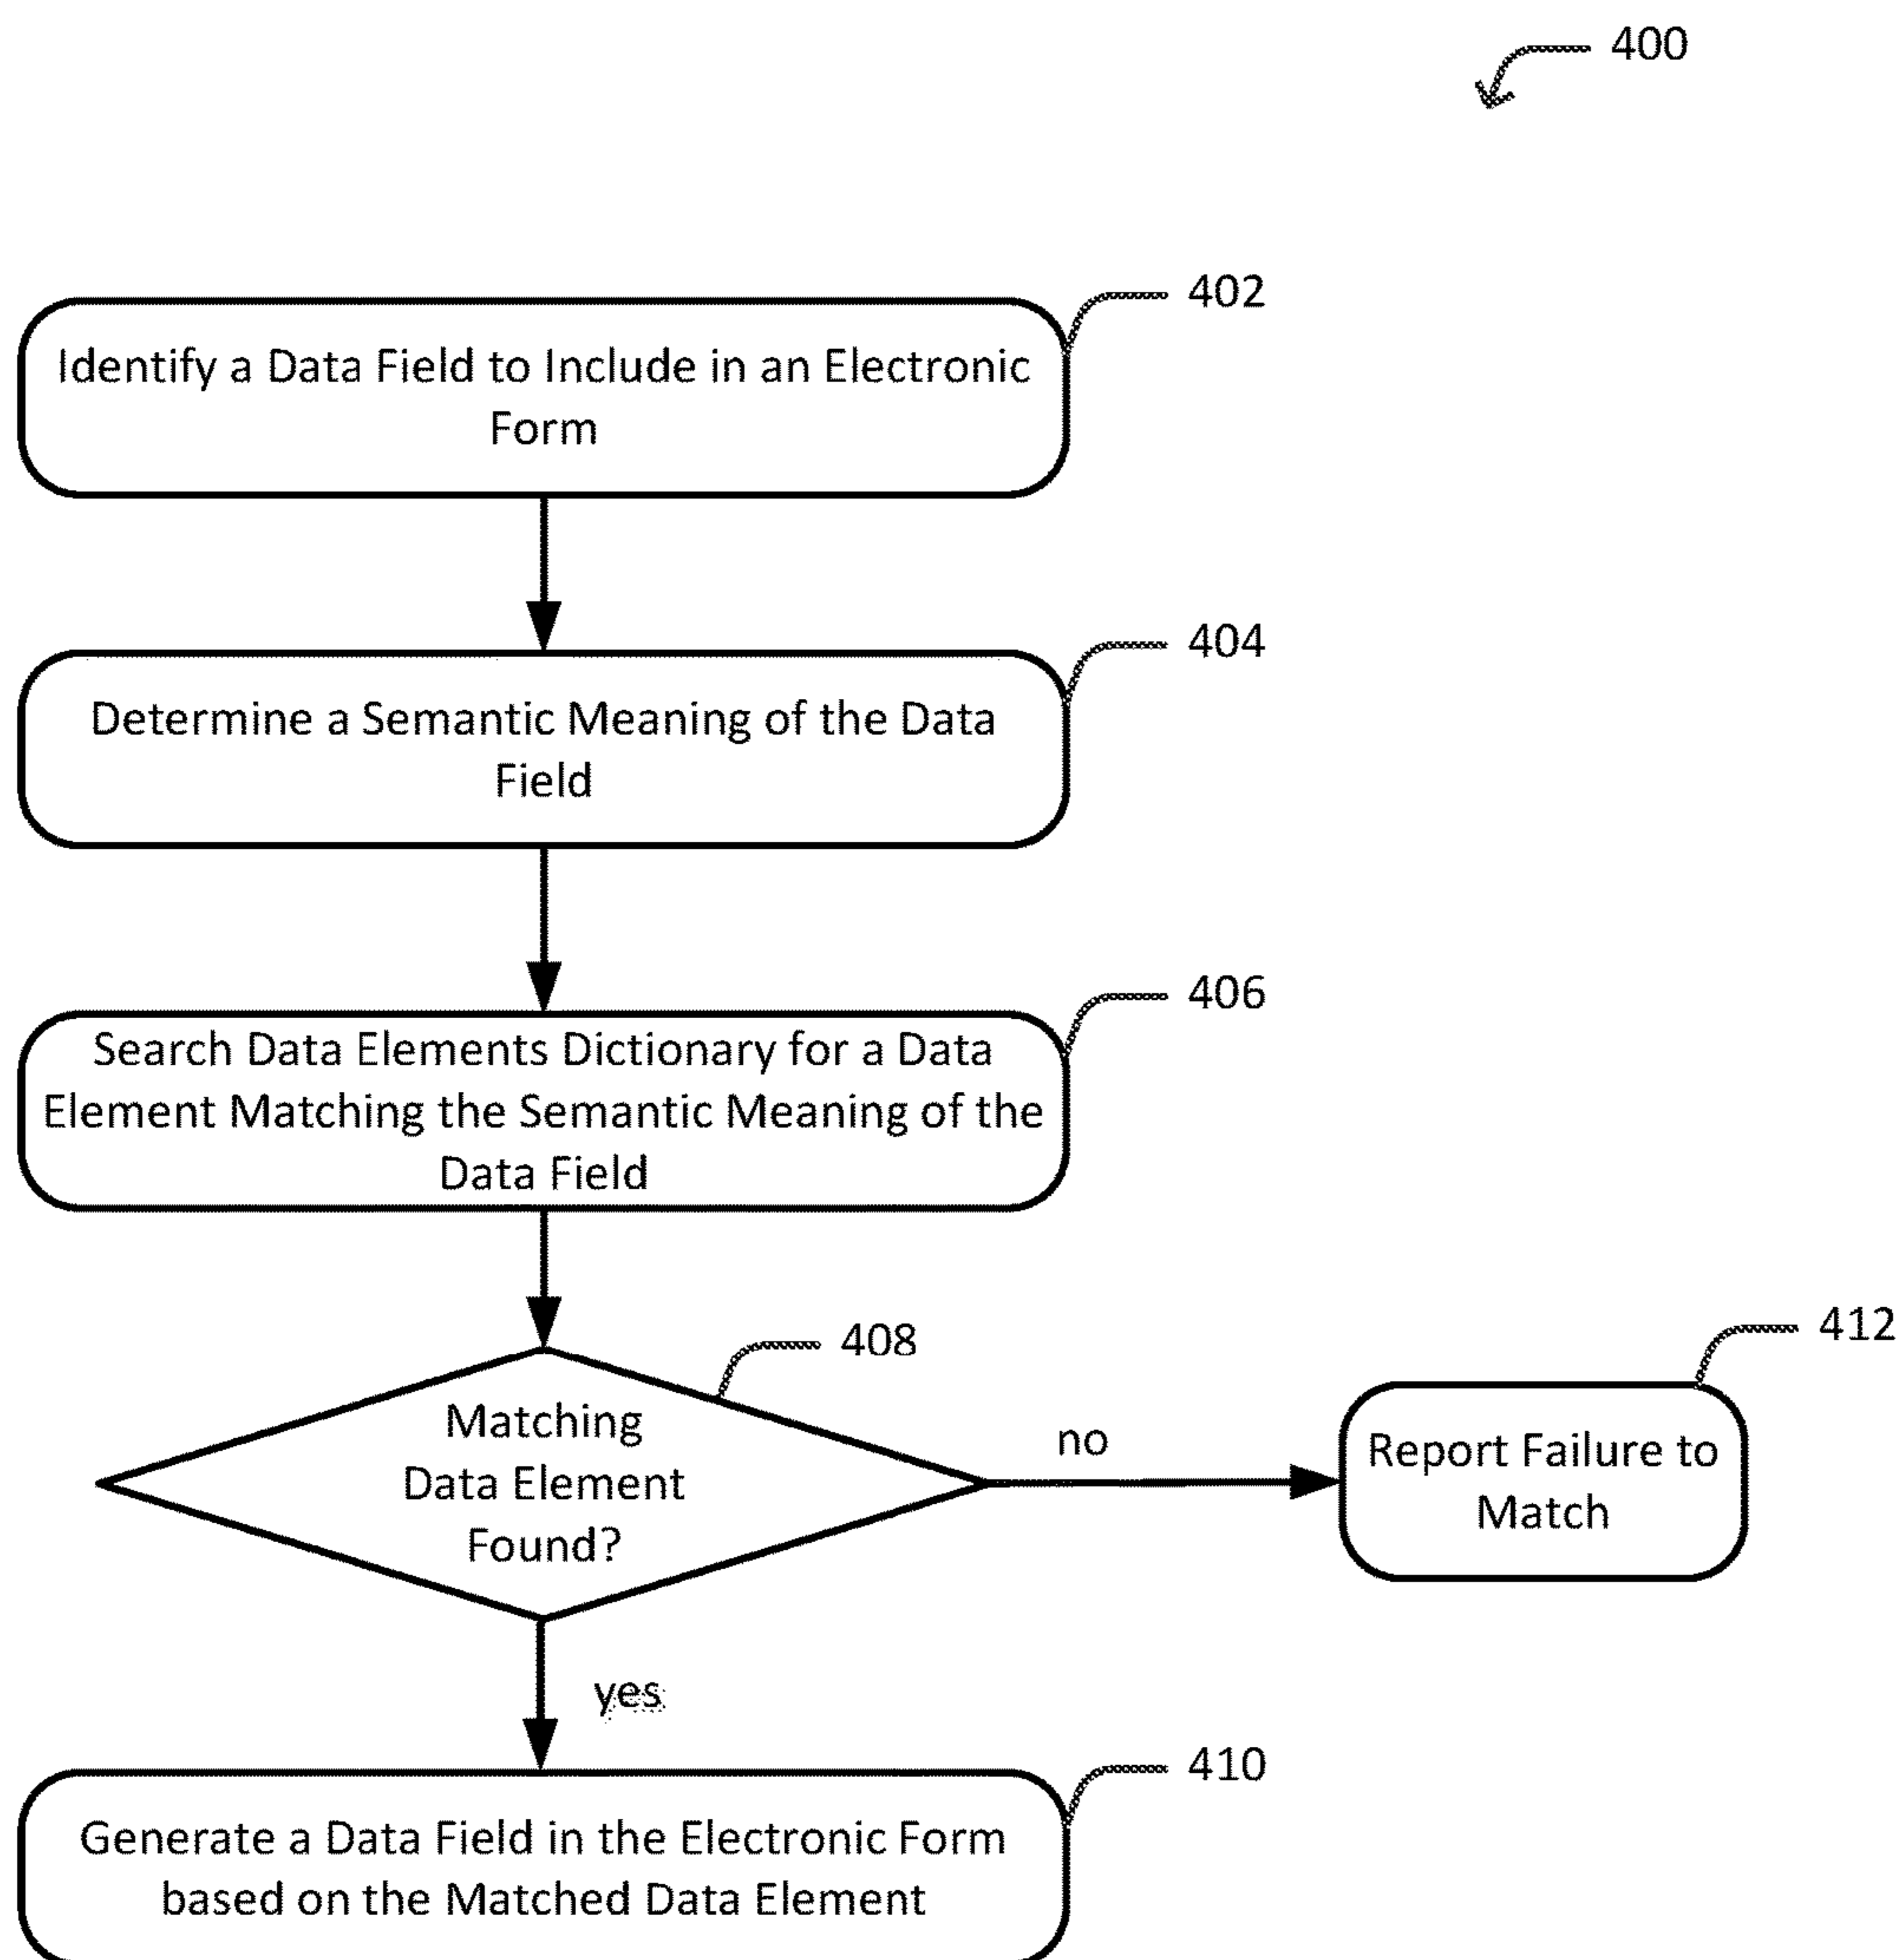 400
402
Identify a Data Field to Include in an Electronic
Form
404
Determine a Semantic Meaning of the Data
Field
406
Search Data Elements Dictionary for a Data
Element Matching the Semantic Meaning of the
Data Field
408
Matching
Data Element
Found?
no
412
Report Failure to
Match
yes
410
Generate a Data Field in the Electronic Form
based on the Matched Data Element